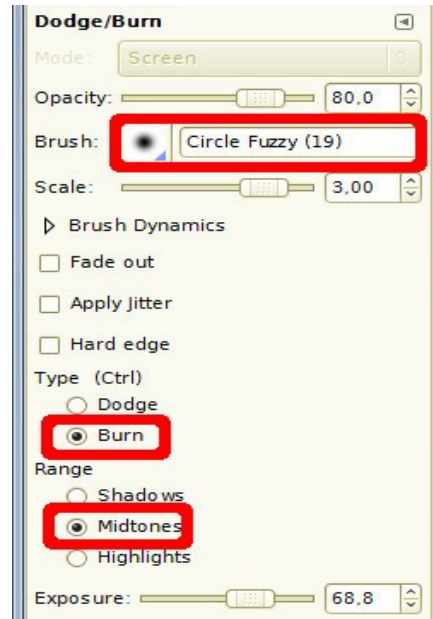 Dodge/Burn
Mode: Screen
Opacity: 80,0
Brush: Circle Fuzzy (19)
Scale: 3,00
Brush Dynamics
Fade out
Apply Jitter
Hard edge
Type (Ctrl)
Dodge
Burn
Range
Shadows
Midtones
Highlights
Exposure: 68,8